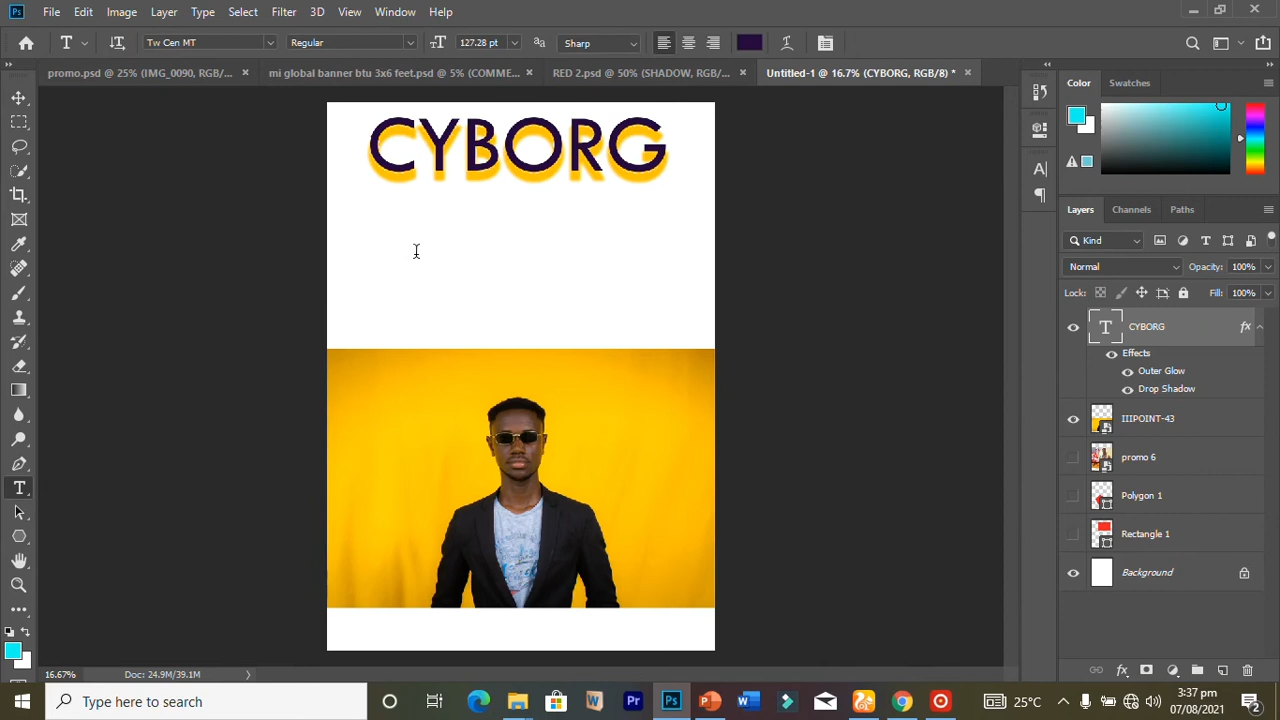 Ps File Edit Image Layer Type Select Filter 3D View Window Help
T Tw Cen MT Regular 127.28 pt Sharp
promo.psd @ 25% (IMG_0090, RGB/... × mi global banner btu 3x6 feet.psd @ 5% (COMME... × RED 2.psd @ 50% (SHADOW, RGB/... × Untitled-1 @ 16.7% (CYBORG, RGB/8) * ×
Color Swatches
CYBORG
Layers Channels Paths
Kind
Normal Opacity: 100%
Lock: Fill: 100%
T CYBORG fx
Effects
Outer Glow
Drop Shadow
IIIPOINT-43
promo 6
Polygon 1
Rectangle 1
Background
16.67% Doc: 24.9M/39.1M
Type here to search
25°C
3:37 pm
07/08/2021
2